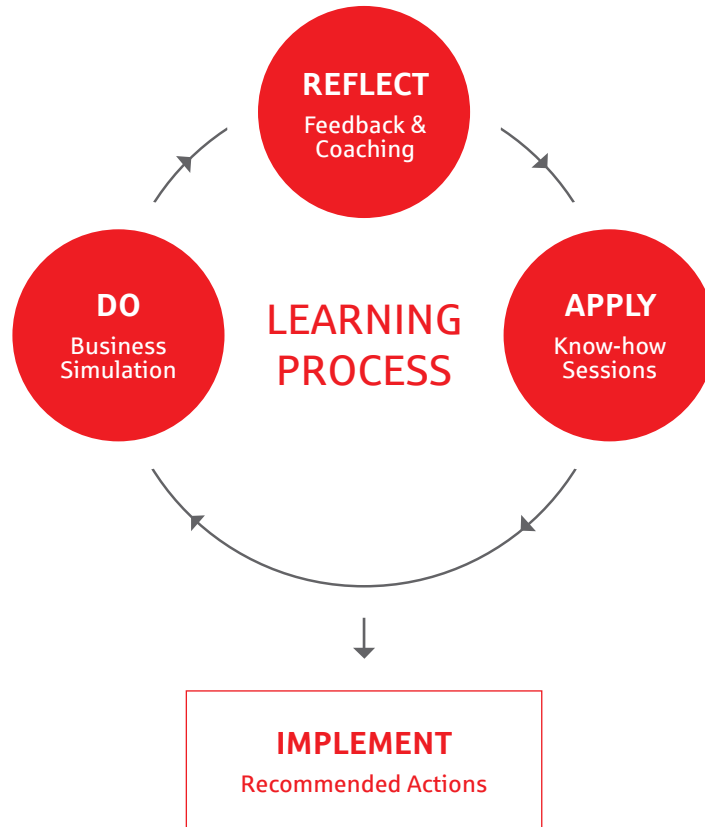 REFLECT
Feedback &
Coaching
DO
Business
Simulation
LEARNING
PROCESS
APPLY
Know-how
Sessions
IMPLEMENT
Recommended Actions